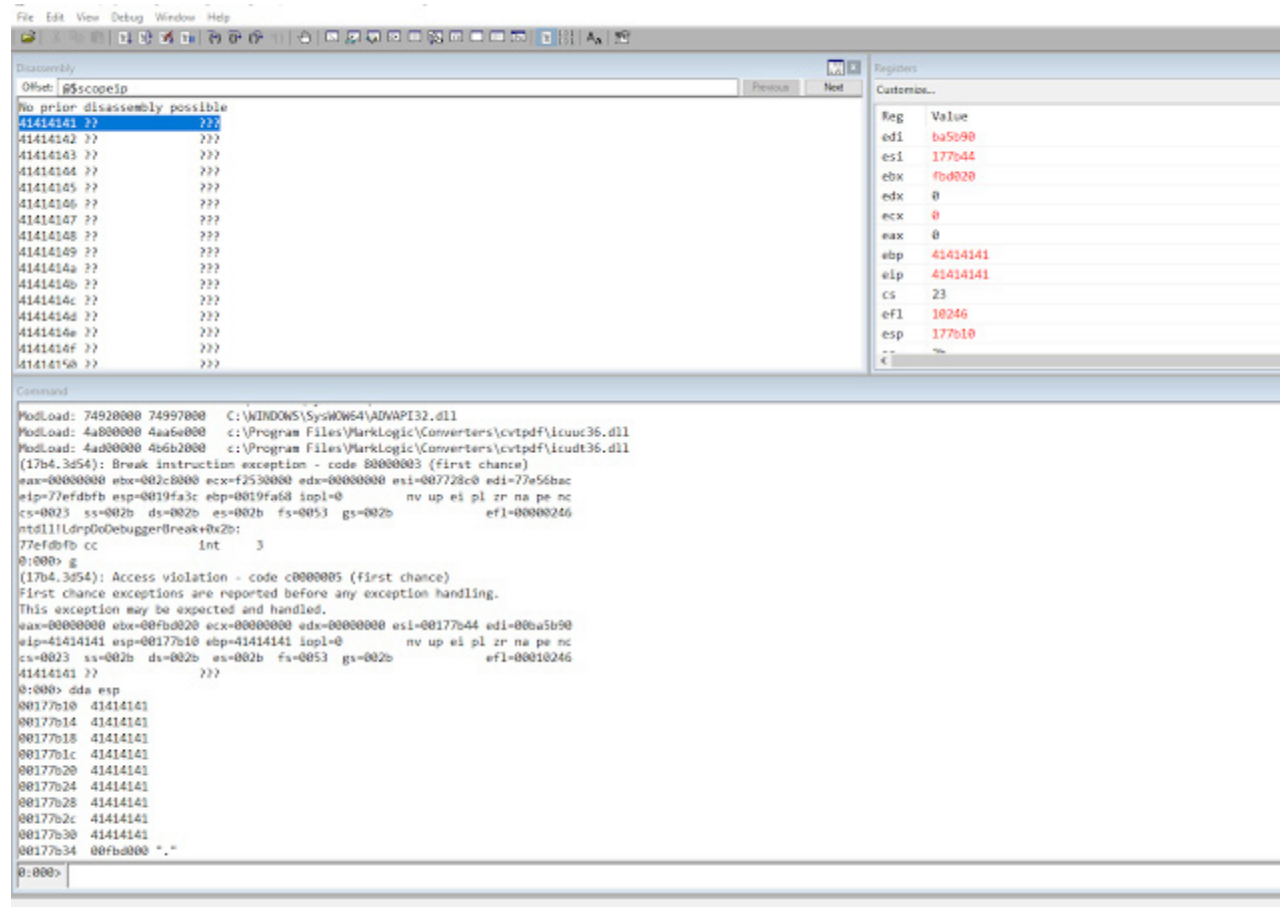 File Edit View Debug Window Help
Disassembly
Offset: @$scopeip
Previous Next
No prior disassembly possible
41414141 ?? ???
41414142 ?? ???
41414143 ?? ???
41414144 ?? ???
41414145 ?? ???
41414146 ?? ???
41414147 ?? ???
41414148 ?? ???
41414149 ?? ???
4141414a ?? ???
4141414b ?? ???
4141414c ?? ???
4141414d ?? ???
4141414e ?? ???
4141414f ?? ???
41414150 ?? ???
Registers
Customize...
Reg Value
edi ba5b90
esi 177b44
ebx fbd020
edx 0
ecx 0
eax 0
ebp 41414141
eip 41414141
cs 23
efl 10246
esp 177b10
Command
ModLoad: 74920000 74997000 C:\WINDOWS\SysWOW64\ADVAPI32.dll
ModLoad: 4a800000 4aa6e000 c:\Program Files\MarkLogic\Converters\cvtpdf\icuuc36.dll
ModLoad: 4ad00000 4b6b2000 c:\Program Files\MarkLogic\Converters\cvtpdf\icudt36.dll
(17b4.3d54): Break instruction exception - code 80000003 (first chance)
eax=00000000 ebx=002c8000 ecx=f2530000 edx=00000000 esi=007728c0 edi=77e56bac
eip=77efdbfb esp=0019fa3c ebp=0019fa68 iopl=0 nv up ei pl zr na pe nc
cs=0023 ss=002b ds=002b es=002b fs=0053 gs=002b efl=00000246
ntdll!LdrpDoDebuggerBreak+0x2b:
77efdbfb cc int 3
0:000> g
(17b4.3d54): Access violation - code c0000005 (first chance)
First chance exceptions are reported before any exception handling.
This exception may be expected and handled.
eax=00000000 ebx=00fbd020 ecx=00000000 edx=00000000 esi=00177b44 edi=00ba5b90
eip=41414141 esp=00177b10 ebp=41414141 iopl=0 nv up ei pl zr na pe nc
cs=0023 ss=002b ds=002b es=002b fs=0053 gs=002b efl=00010246
41414141 ?? ???
0:000> dda esp
00177b10 41414141
00177b14 41414141
00177b18 41414141
00177b1c 41414141
00177b20 41414141
00177b24 41414141
00177b28 41414141
00177b2c 41414141
00177b30 41414141
00177b34 00fbd000 "."
0:000>